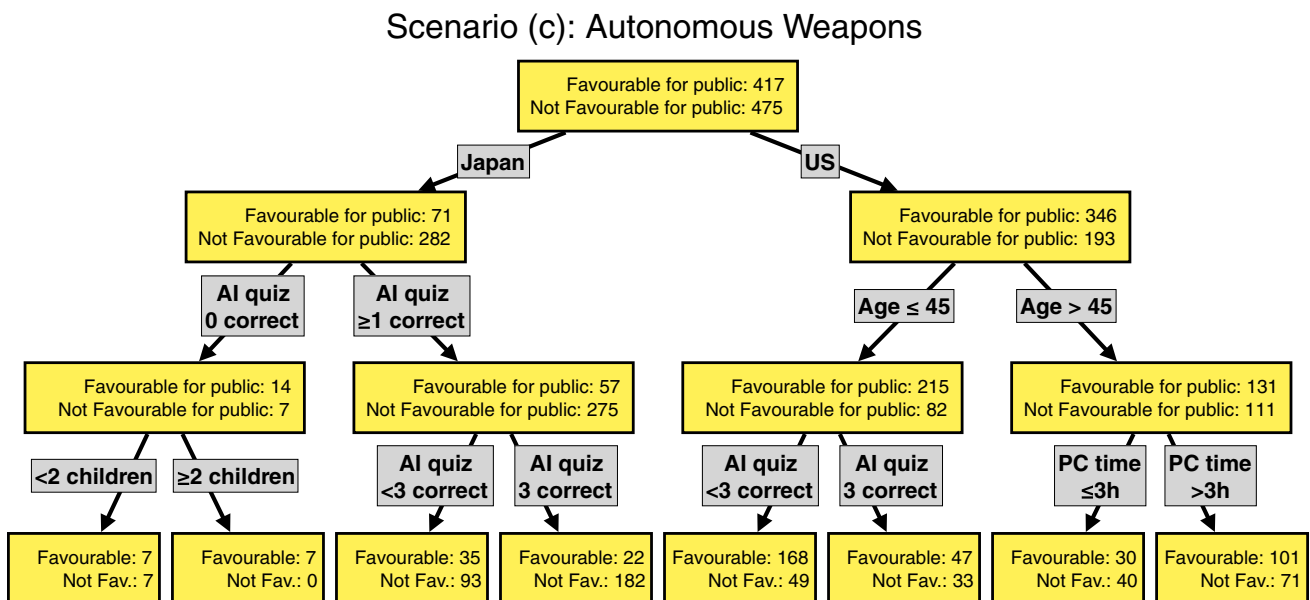 Scenario (c): Autonomous Weapons
Favourable for public: 417
Not Favourable for public: 475
Japan
US
Favourable for public: 71
Not Favourable for public: 282
Favourable for public: 346
Not Favourable for public: 193
AI quiz
0 correct
AI quiz
≥1 correct
Age ≤ 45
Age > 45
Favourable for public: 14
Not Favourable for public: 7
Favourable for public: 57
Not Favourable for public: 275
Favourable for public: 215
Not Favourable for public: 82
Favourable for public: 131
Not Favourable for public: 111
<2 children
≥2 children
AI quiz
<3 correct
AI quiz
3 correct
AI quiz
<3 correct
AI quiz
3 correct
PC time
≤3h
PC time
>3h
Favourable: 7
Not Fav.: 7
Favourable: 7
Not Fav.: 0
Favourable: 35
Not Fav.: 93
Favourable: 22
Not Fav.: 182
Favourable: 168
Not Fav.: 49
Favourable: 47
Not Fav.: 33
Favourable: 30
Not Fav.: 40
Favourable: 101
Not Fav.: 71